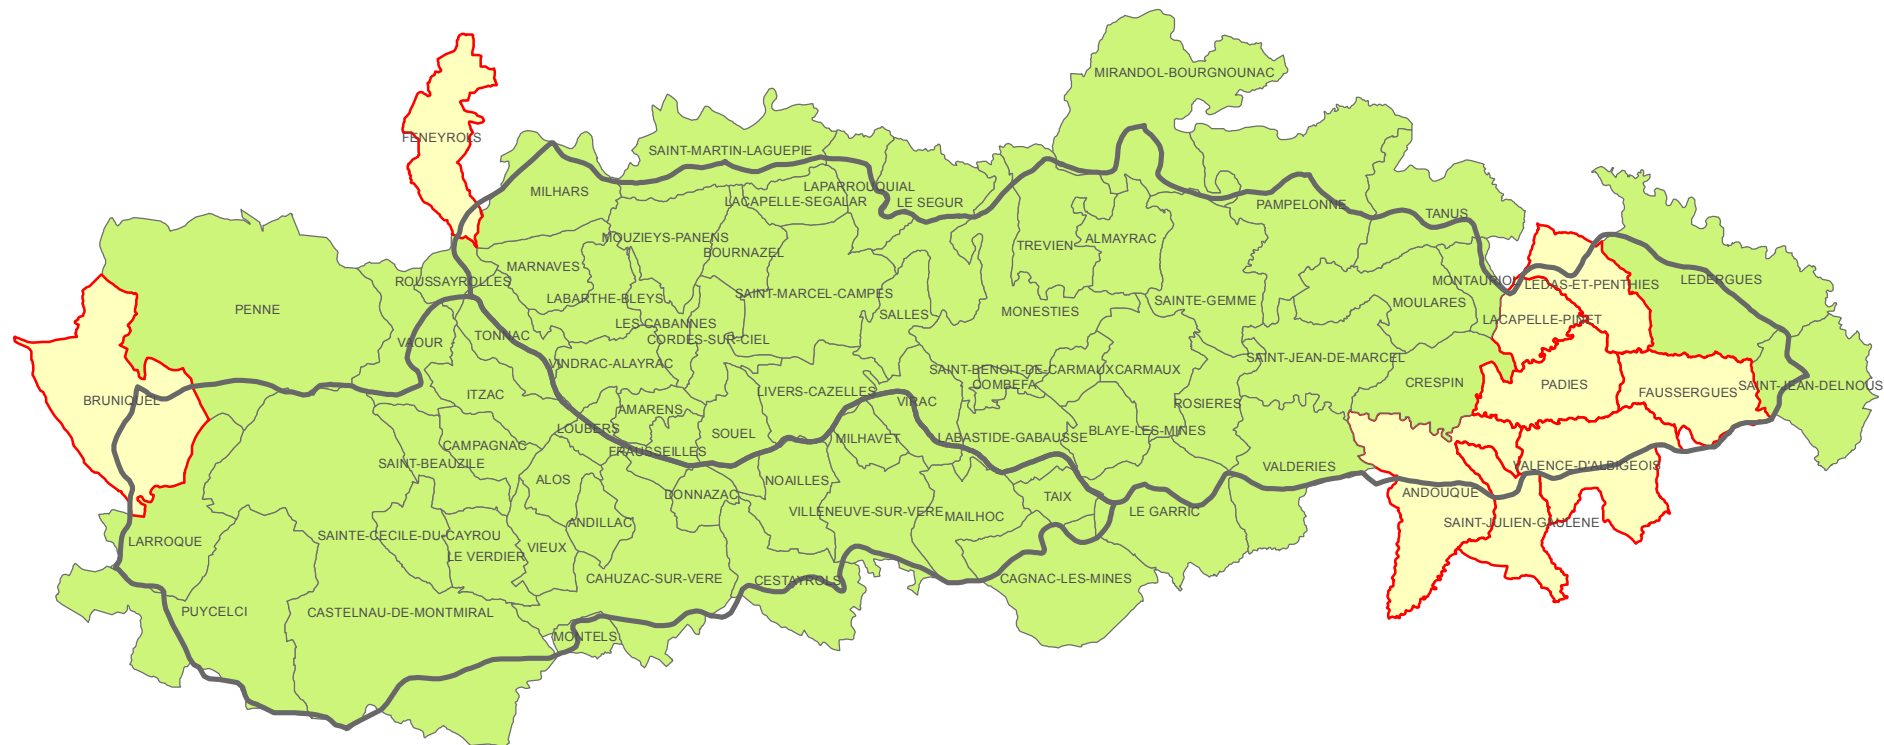 MIRANDOL-BOURGNOUNAC
FENEYROLS
SAINT-MARTIN-LAGUEPIE
MILHARS
LAPARROUQUIAL
LACAPELLE-SEGALAR
LE SEGUR
PAMPELONNE
TANUS
MOUZIEYS-PANENS
BOURNAZEL
TREVIEN
ALMAYRAC
MARNAVES
ROUSSAYROLLES
MONTAURIOL
LEDAS-ET-PENTHIES
LEDERGUES
PENNE
LABARTHE-BLEYS
SAINT-MARCEL-CAMPES
SALLES
MONESTIES
SAINTE-GEMME
MOULARES
LACAPELLE-PINET
LES CABANNES
CORDES-SUR-CIEL
TONNAC
VAOUR
VINDRAC-ALAYRAC
SAINT-JEAN-DE-MARCEL
SAINT-BENOIT-DE-CARMAUX
CARMAUX
COMBEFA
CRESPIN
PADIES
FAUSSERGUES
SAINT-JEAN-DELNOUS
BRUNIQUEL
ITZAC
LIVERS-CAZELLES
VIRAC
ROSIERES
AMARENS
LOUBERS
SOUEL
MILHAVET
LABASTIDE-GABAUSSE
BLAYE-LES-MINES
CAMPAGNAC
FRAUSSEILLES
SAINT-BEAUZILE
VALDERIES
VALENCE-D'ALBIGEOIS
ALOS
NOAILLES
DONNAZAC
TAIX
ANDOUQUE
VILLENEUVE-SUR-VERE
MAILHOC
LE GARRIC
ANDILLAC
SAINT-JULIEN-GAULENE
LARROQUE
SAINTE-CECILE-DU-CAYROU
VIEUX
LE VERDIER
CAHUZAC-SUR-VERE
CESTAYROLS
CAGNAC-LES-MINES
PUYCELCI
CASTELNAU-DE-MONTMIRAL
MONTELS